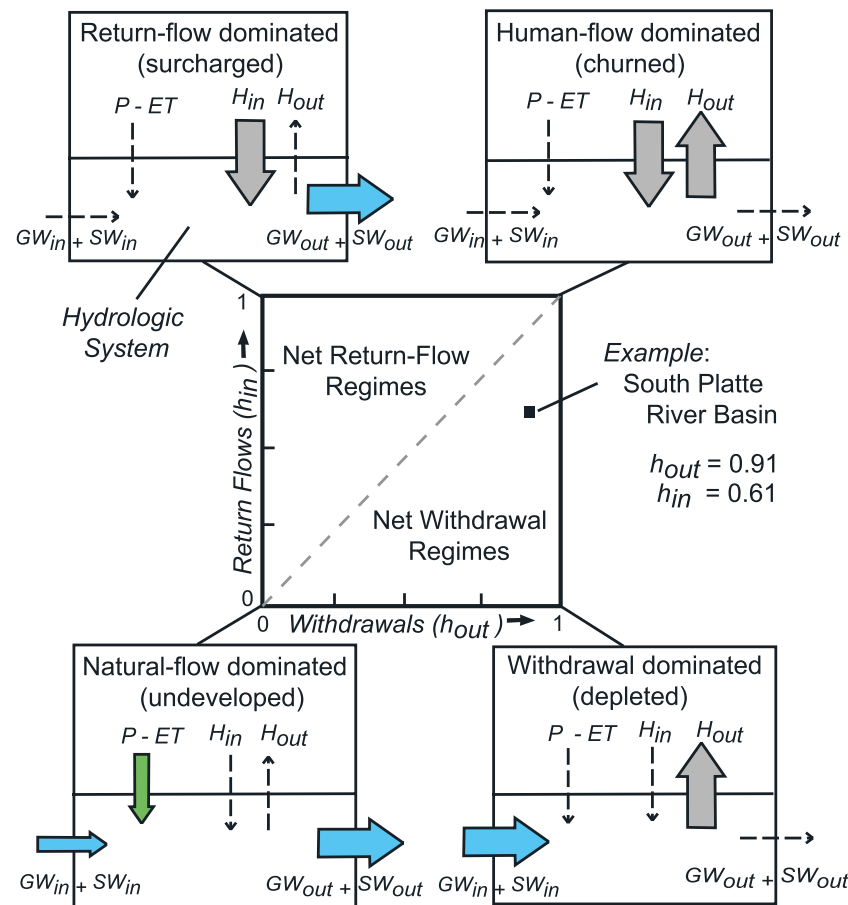 Return-flow dominated
(surcharged)
P - ET
Hin
Hout
GWin + SWin
GWout + SWout
Hydrologic
System
Human-flow dominated
(churned)
P - ET
Hin
Hout
GWin + SWin
GWout + SWout
1
Net Return-Flow
Regimes
Return Flows (hin)
Net Withdrawal
Regimes
0
0
Withdrawals (hout)
1
Example:
South Platte
River Basin
hout = 0.91
hin = 0.61
Natural-flow dominated
(undeveloped)
P - ET
Hin
Hout
GWin + SWin
GWout + SWout
Withdrawal dominated
(depleted)
P - ET
Hin
Hout
GWin + SWin
GWout + SWout